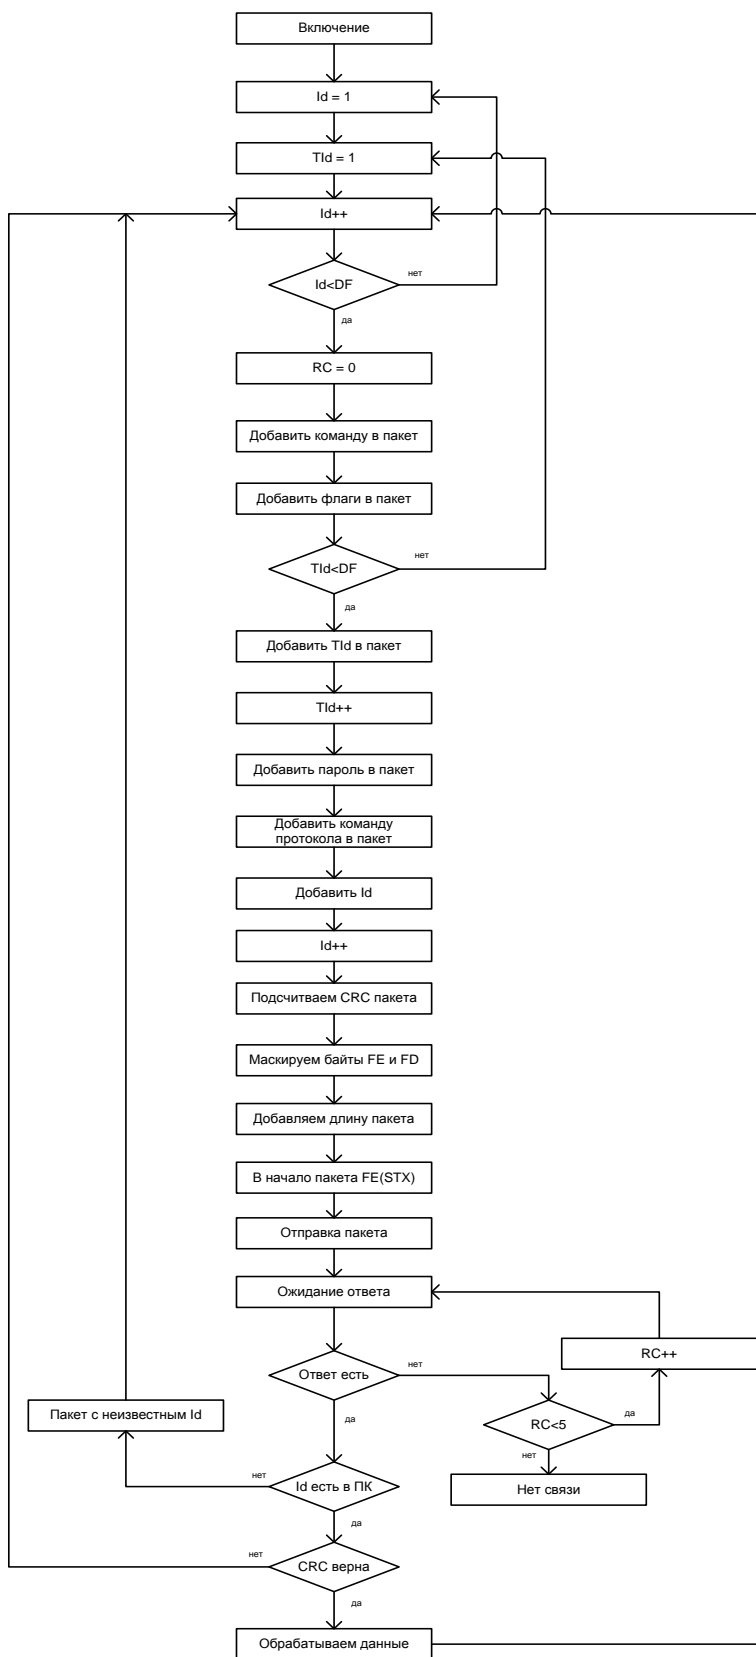 Включение
Id = 1
TId = 1
Id++
Id<DF
нет
да
RC = 0
Добавить команду в пакет
Добавить флаги в пакет
TId<DF
нет
да
Добавить TId в пакет
TId++
Добавить пароль в пакет
Добавить команду
протокола в пакет
Добавить Id
Id++
Подсчитваем CRC пакета
Маскируем байты FE и FD
Добавляем длину пакета
В начало пакета FE(STX)
Отправка пакета
Ожидание ответа
RC++
Ответ есть
нет
да
Пакет с неизвестным Id
RC<5
да
нет
Нет связи
Id есть в ПК
нет
да
CRC верна
нет
да
Обрабатываем данные